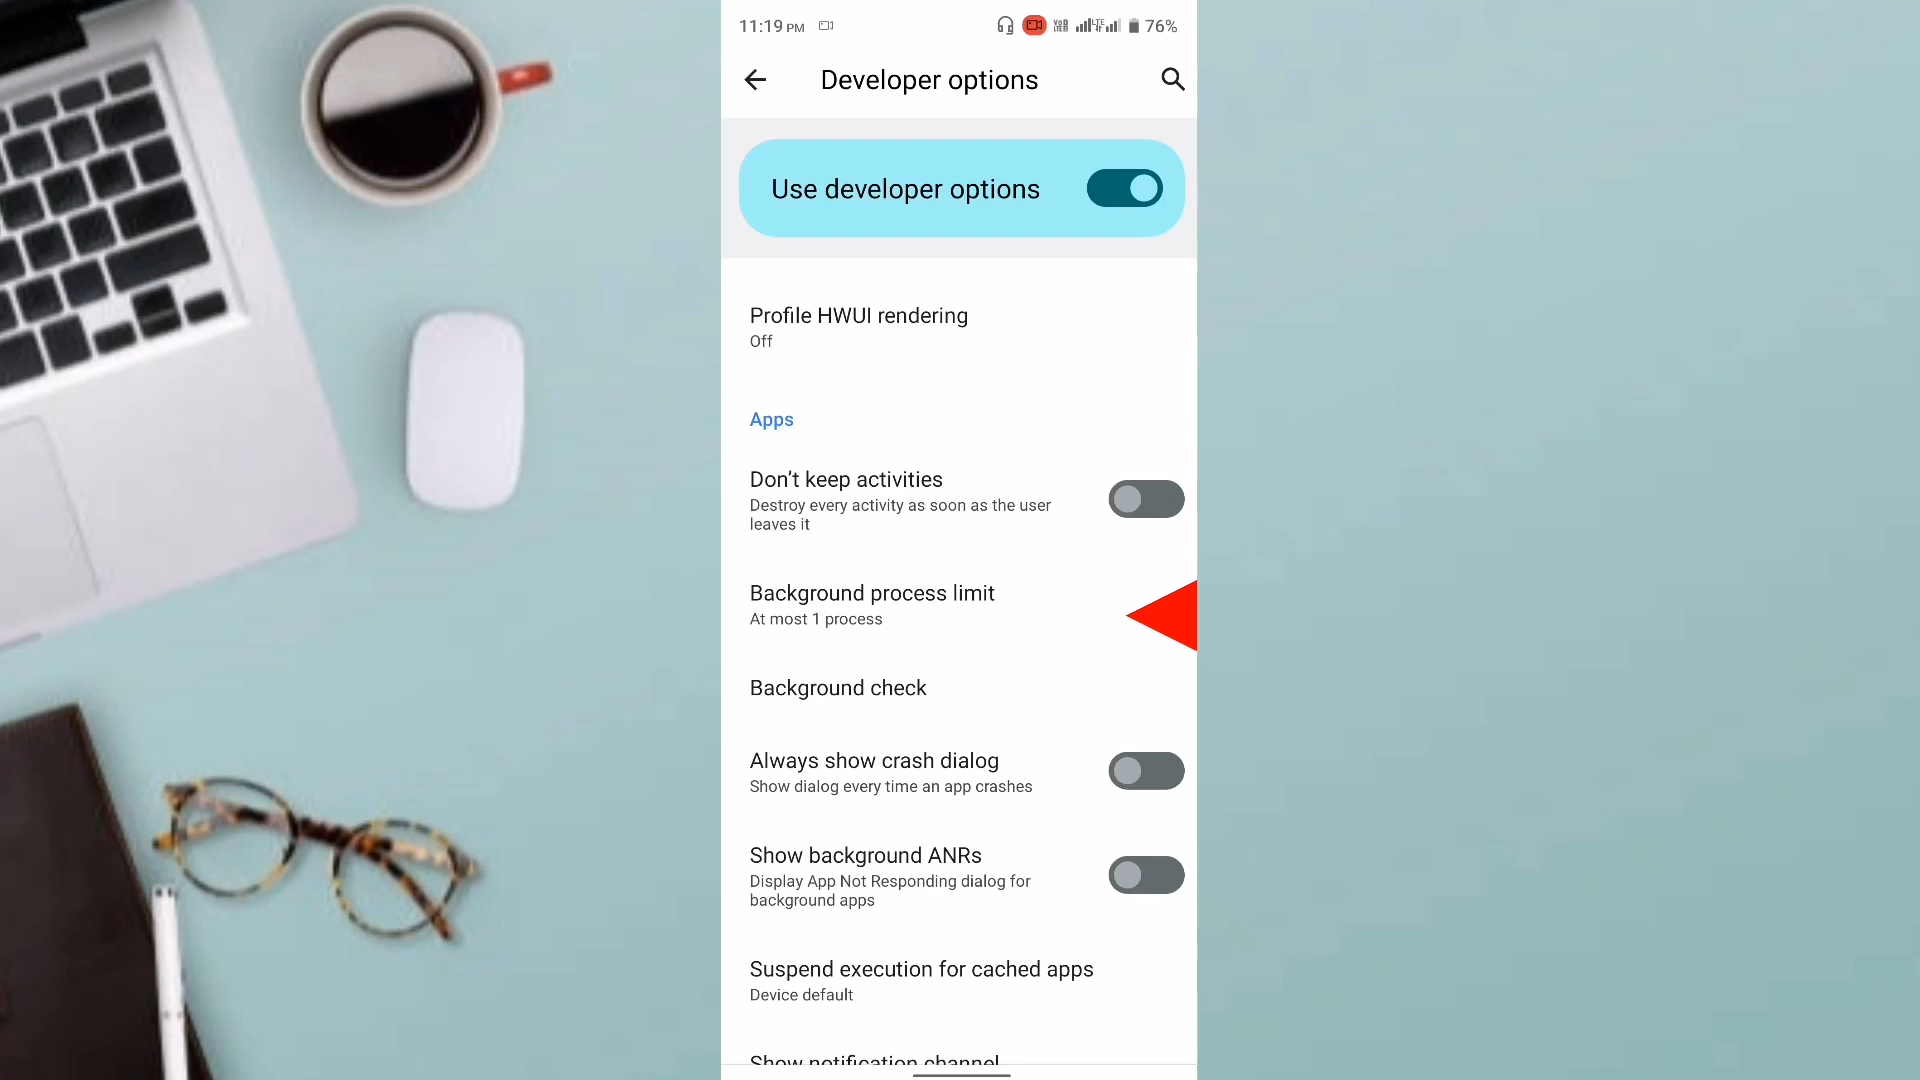 11:19 PM 76%
Developer options
Use developer options
Profile HWUI rendering
Off
Apps
Don’t keep activities
Destroy every activity as soon as the user
leaves it
Background process limit
At most 1 process
Background check
Always show crash dialog
Show dialog every time an app crashes
Show background ANRs
Display App Not Responding dialog for
background apps
Suspend execution for cached apps
Device default
Show notification channel